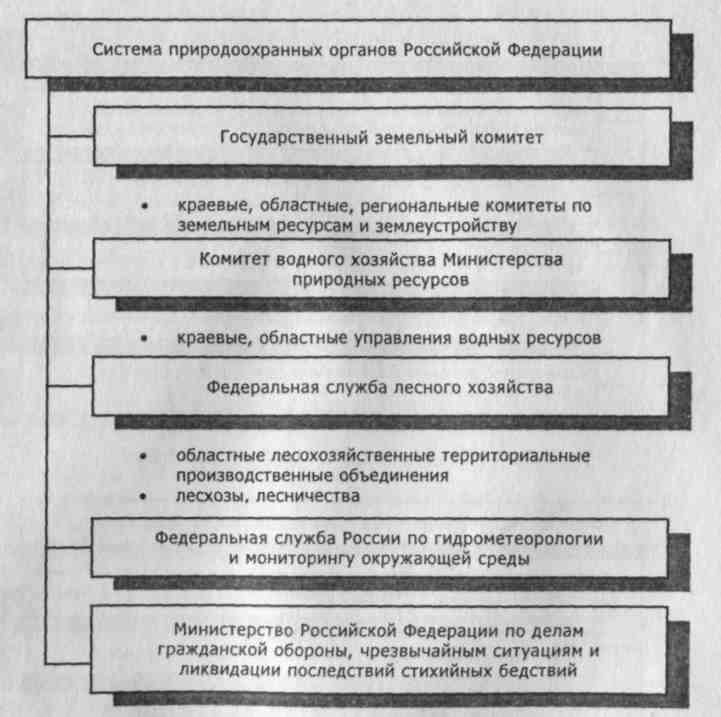 Система природоохранных органов Российской Федерации
Государственный земельный комитет
• краевые, областные, региональные комитеты по
земельным ресурсам и землеустройству
Комитет водного хозяйства Министерства
природных ресурсов
• краевые, областные управления водных ресурсов
Федеральная служба лесного хозяйства
• областные лесохозяйственные территориальные
производственные объединения
• лесхозы, лесничества
Федеральная служба России по гидрометеорологии
и мониторингу окружающей среды
Министерство Российской Федерации по делам
гражданской обороны, чрезвычайным ситуациям и
ликвидации последствий стихийных бедствий